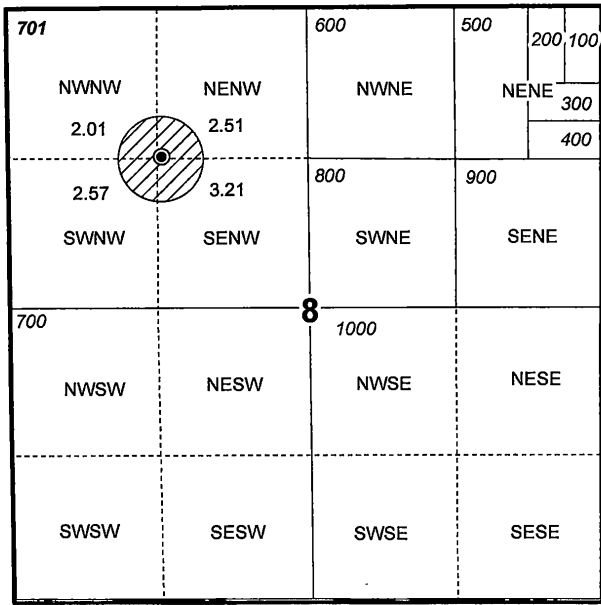 701
600
500
200 100
NWNW
NENW
NWNE
NENE
300
2.01
2.51
400
2.57
3.21
800
900
SWNW
SENW
SWNE
SENE
700
8
1000
NWSW
NESW
NWSE
NESE
SWSW
SESW
SWSE
SESE